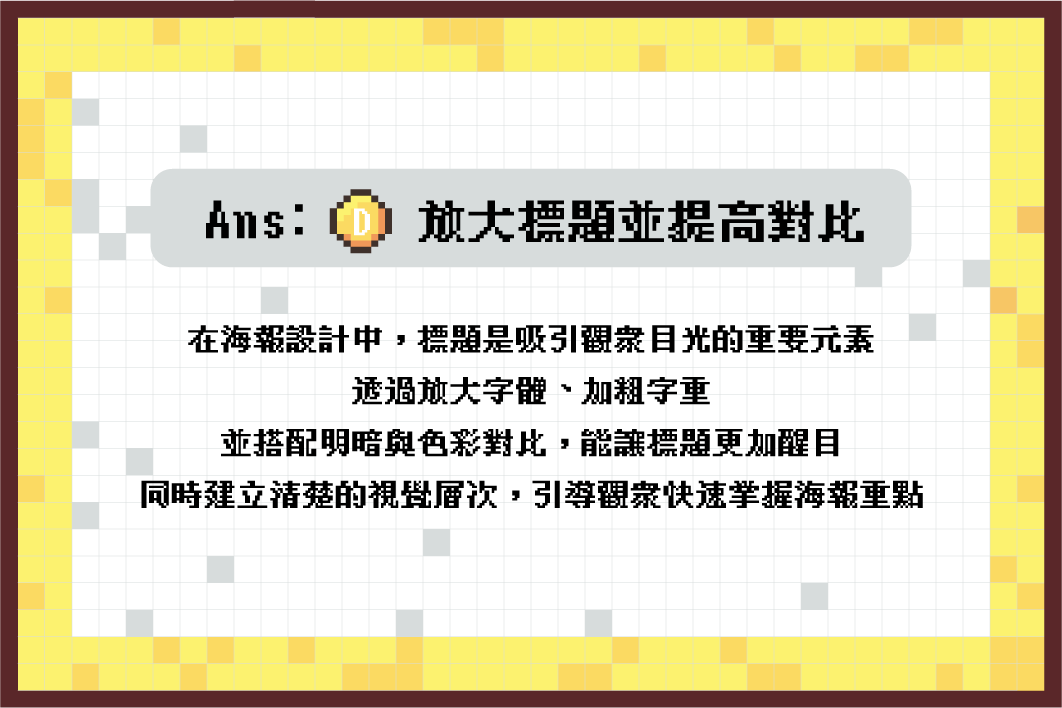 Ans: D 放大標題並提高對比
在海報設計中，標題是吸引觀眾目光的重要元素
透過放大字體、加粗字重
並搭配明暗與色彩對比，能讓標題更加醒目
同時建立清楚的視覺層次，引導觀眾快速掌握海報重點